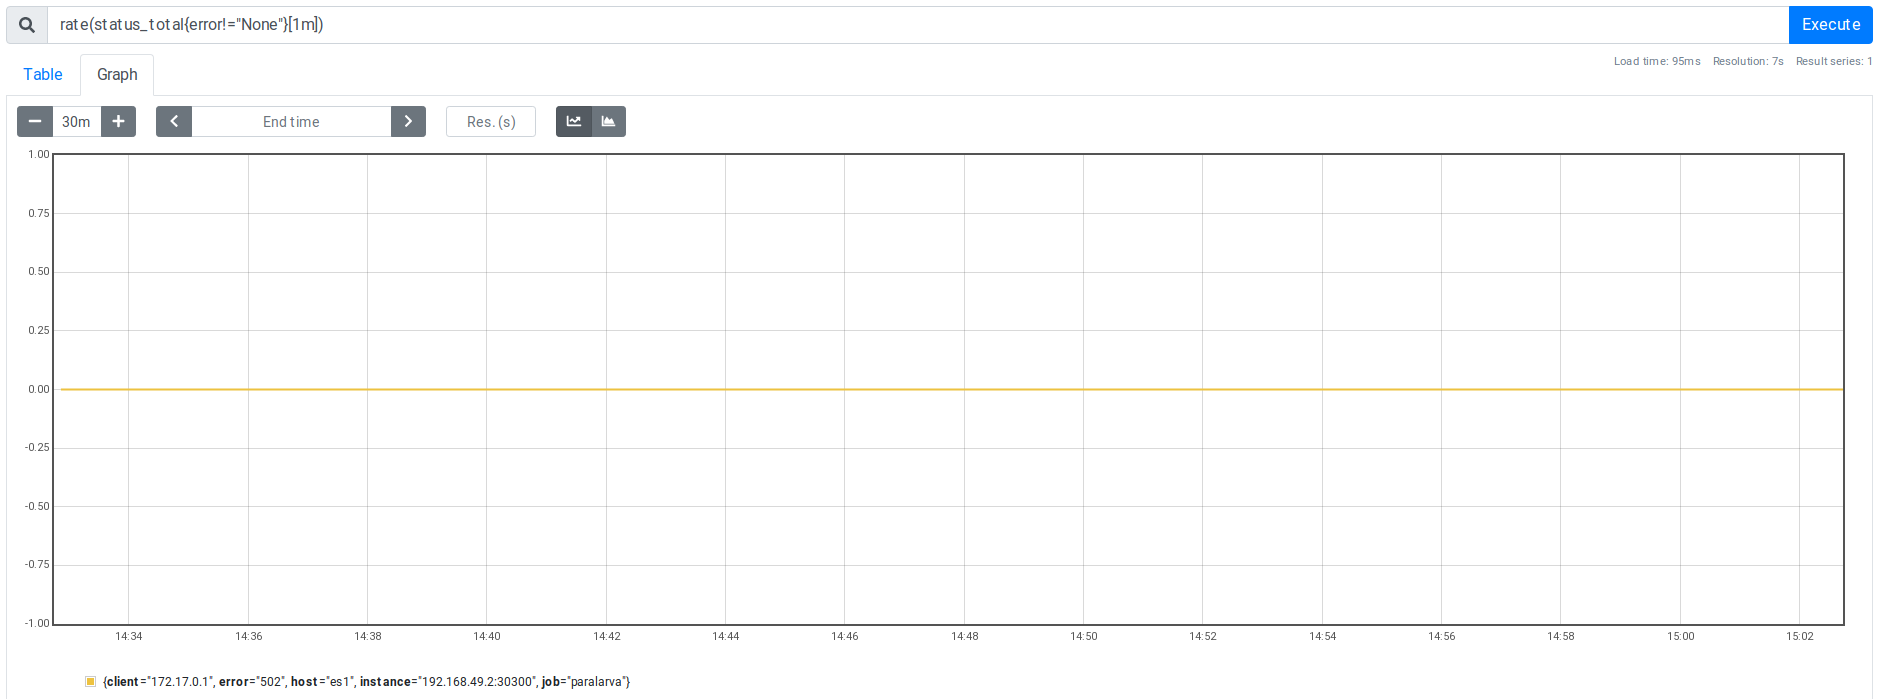 rate(status_total{error!="None"}[1m])
Execute
Table
Graph
Load time: 95ms Resolution: 7s Result series: 1
30m
End time
Res. (s)
1.00
0.75
0.50
0.25
0.00
-0.25
-0.50
-0.75
-1.00
14:34 14:36 14:38 14:40 14:42 14:44 14:46 14:48 14:50 14:52 14:54 14:56 14:58 15:00 15:02
{client="172.17.0.1", error="502", host="es1", instance="192.168.49.2:30300", job="paralarva"}